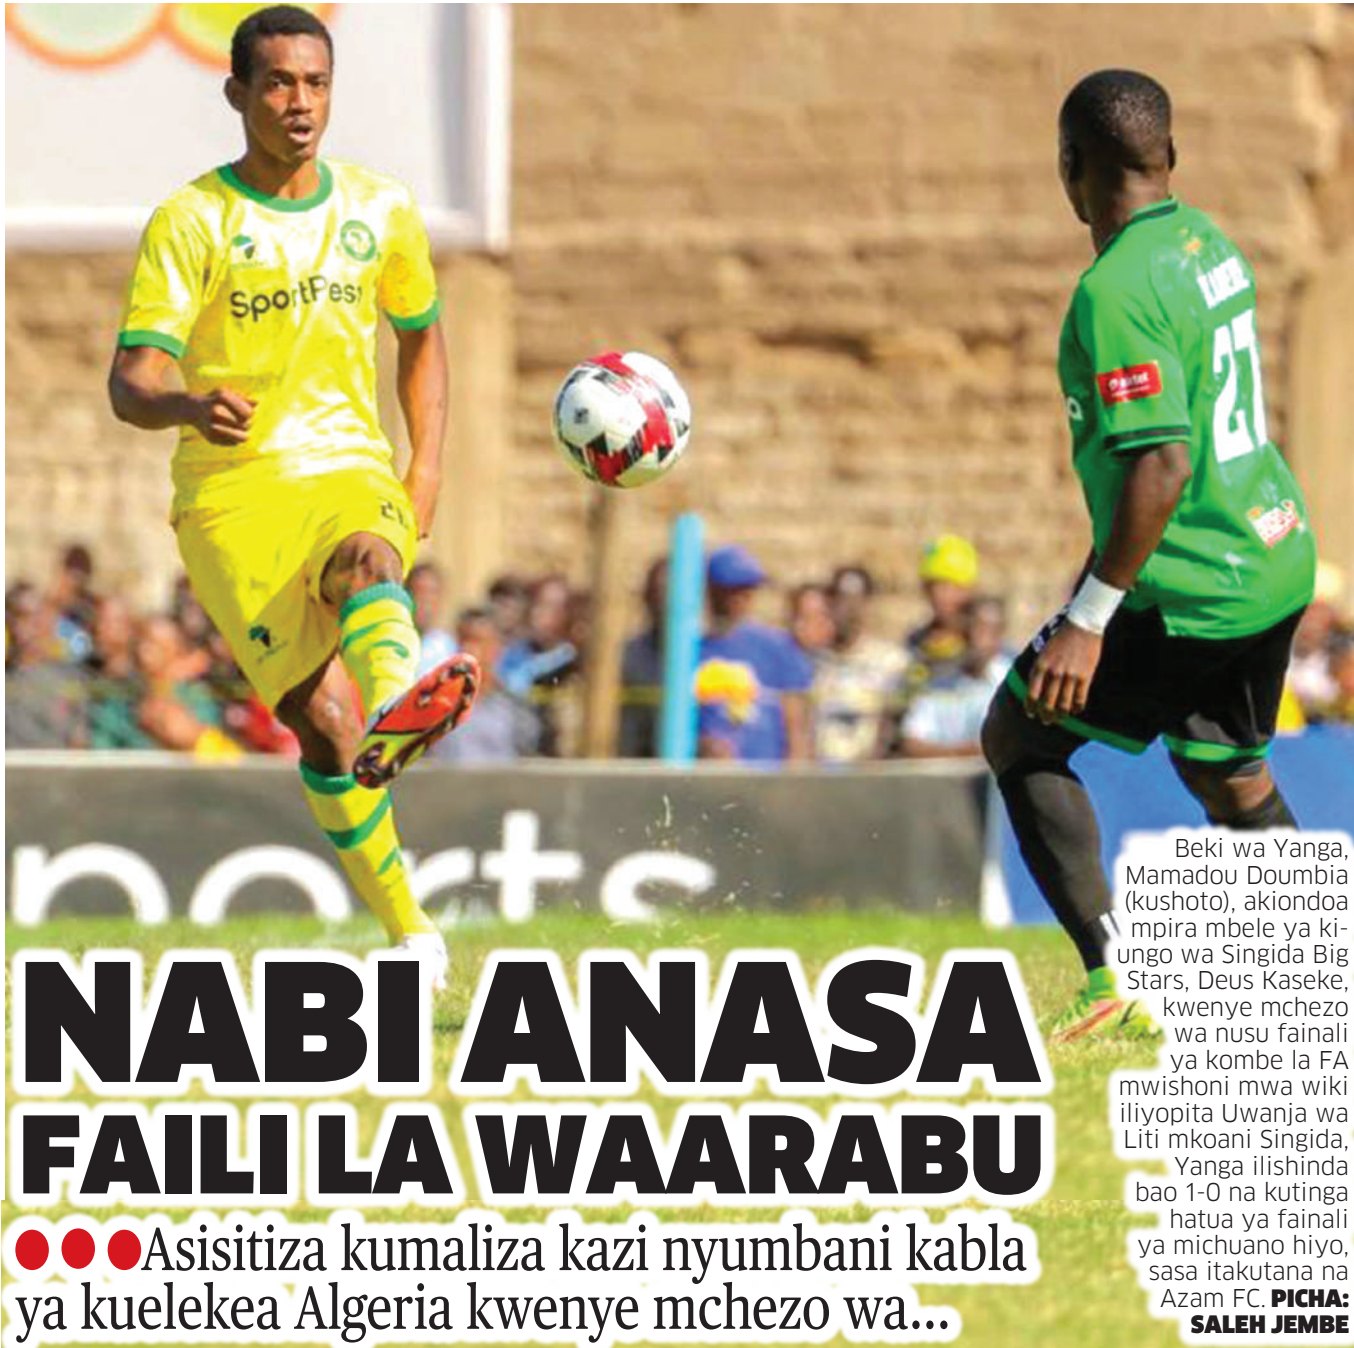 SportPesa
27
NABI ANASA
FAILI LA WAARABU
Asisitiza kumaliza kazi nyumbani kabla
ya kuelekea Algeria kwenye mchezo wa...
Beki wa Yanga,
Mamadou Doumbia
(kushoto), akiondoa
mpira mbele ya ki-
ungo wa Singida Big
Stars, Deus Kaseke,
kwenye mchezo
wa nusu fainali
ya kombe la FA
mwishoni mwa wiki
iliyopita Uwanja wa
Liti mkoani Singida,
Yanga ilishinda
bao 1-0 na kutinga
hatua ya fainali
ya michuano hiyo,
sasa itakutana na
Azam FC. PICHA:
SALEH JEMBE